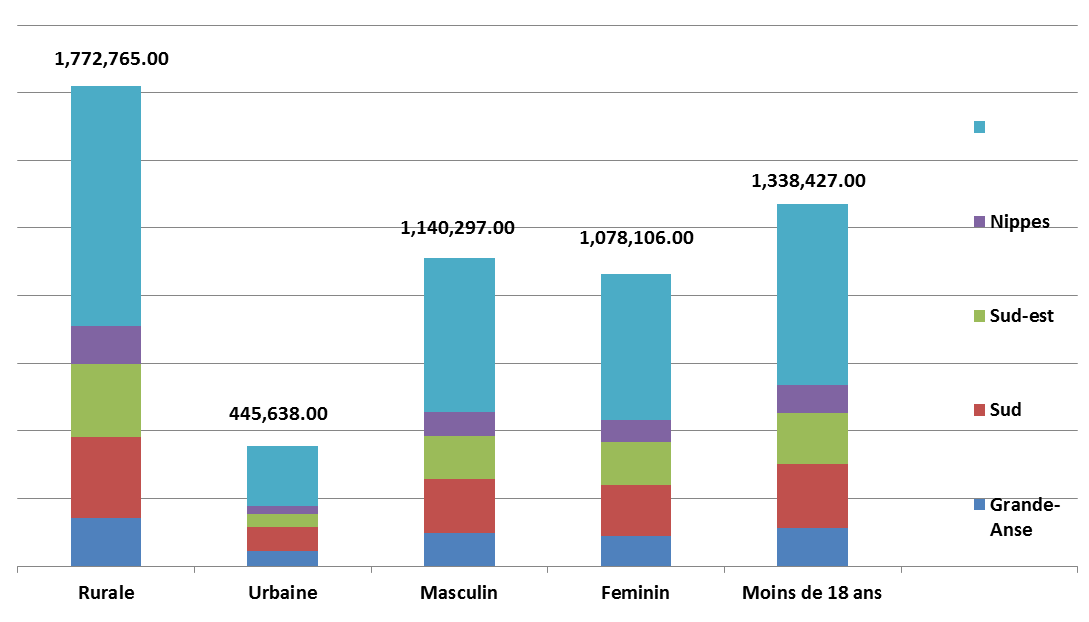 1,772,765.00
445,638.00
1,140,297.00
1,078,106.00
1,338,427.00
Nippes
Sud-est
Sud
Grande-
Anse
Rurale
Urbaine
Masculin
Feminin
Moins de 18 ans